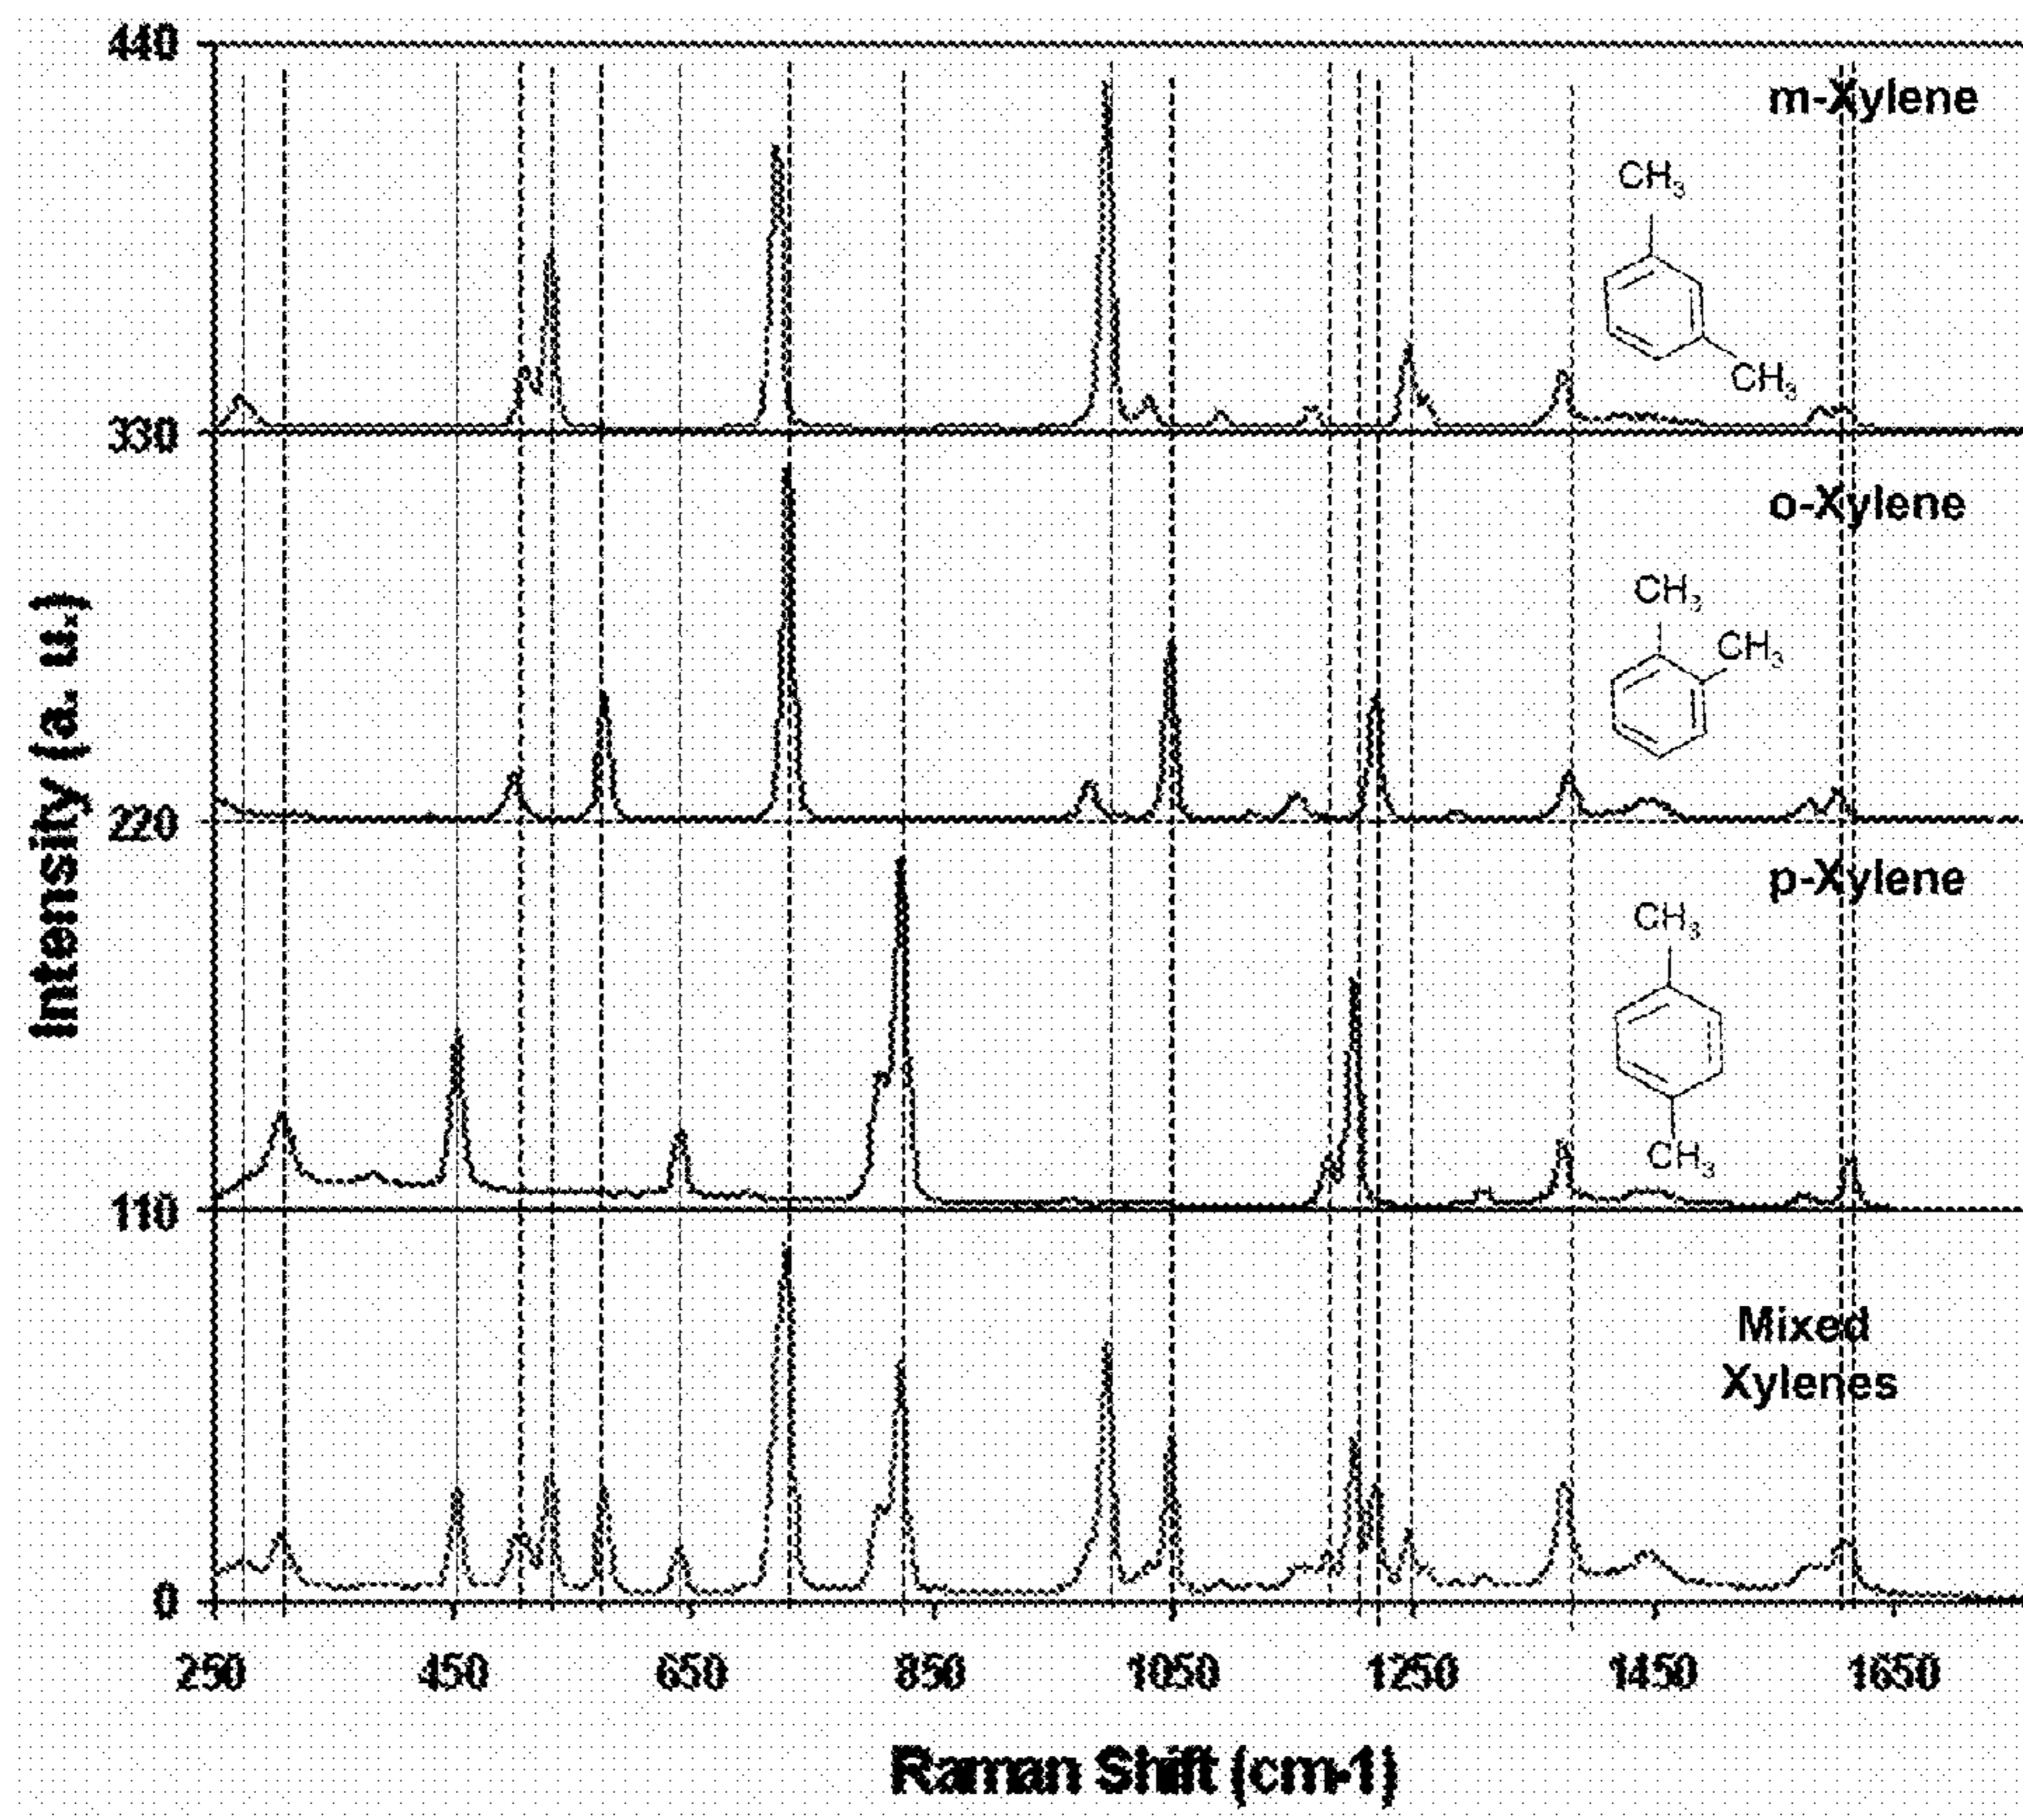 440
m-Xylene
CH3
CH3
330
o-Xylene
CH3
CH3
220
p-Xylene
CH3
CH3
110
Mixed
Xylenes
0
250 450 650 850 1050 1250 1450 1650
Raman Shift (cm-1)
Intensity (a. u.)